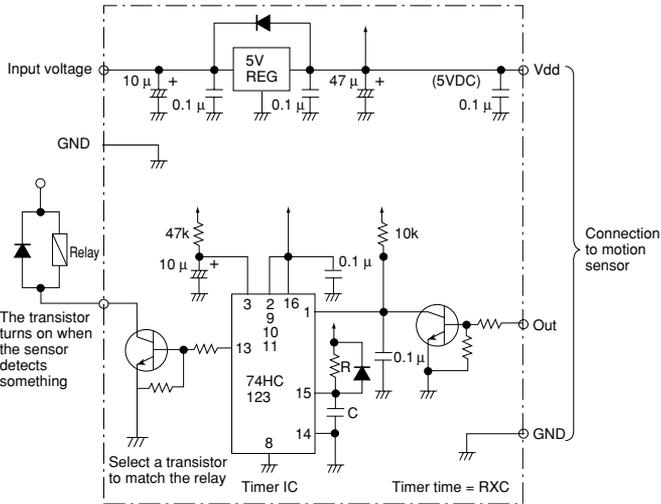 Input voltage
10 µ +
0.1 µ
5V
REG
0.1 µ
47 µ +
(5VDC)
0.1 µ
Vdd
GND
47k
10 µ +
0.1 µ
10k
Relay
Connection
to motion
sensor
The transistor
turns on when
the sensor
detects
something
3
2
16
9
10
11
1
13
74HC
123
15
14
8
R
C
0.1 µ
Out
GND
Select a transistor
to match the relay
Timer IC
Timer time = RXC